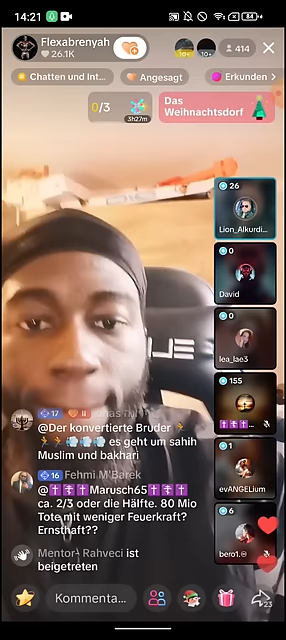 14:21
84
Flexabrenyah
26.1K
10+
10+
414
Chatten und Int...
Angesagt
Erkunden
0/3
3h27m
Das
Weihnachtsdorf
26
Lion_Alkurdi...
0
David
0
lea_lae3
155
1
evANGELium
6
bero1.
17
@Der konvertierte Bruder
es geht um sahih
Muslim und bakhari
16 Fehmi M'Barek
@✝️✝️✝️Marusch65✝️✝️✝️
ca. 2/3 oder die Hälfte. 80 Mio
Tote mit weniger Feuerkraft?
Ernsthaft??
Mentor- Rahveci ist
beigetreten
Kommenta...
23